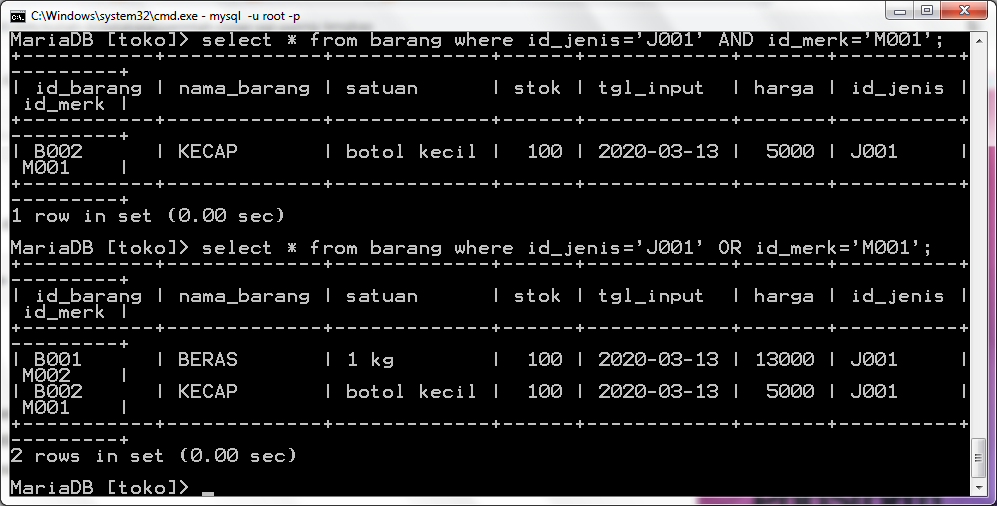 C:\Windows\system32\cmd.exe - mysql -u root -p
MariaDB [toko]> select * from barang where id_jenis='J001' AND id_merk='M001';
+-----------+-------------+--------------+------+------------+-------+----------+
---------+
| id_barang | nama_barang | satuan       | stok | tgl_input  | harga | id_jenis |
 id_merk |
+-----------+-------------+--------------+------+------------+-------+----------+
---------+
| B002      | KECAP       | botol kecil |  100 | 2020-03-13 |  5000 | J001     |
 M001    |
+-----------+-------------+--------------+------+------------+-------+----------+
---------+
1 row in set (0.00 sec)
MariaDB [toko]> select * from barang where id_jenis='J001' OR id_merk='M001';
+-----------+-------------+--------------+------+------------+-------+----------+
---------+
| id_barang | nama_barang | satuan       | stok | tgl_input  | harga | id_jenis |
 id_merk |
+-----------+-------------+--------------+------+------------+-------+----------+
---------+
| B001      | BERAS       | 1 kg        |  100 | 2020-03-13 | 13000 | J001     |
 M002    |
| B002      | KECAP       | botol kecil |  100 | 2020-03-13 |  5000 | J001     |
 M001    |
+-----------+-------------+--------------+------+------------+-------+----------+
---------+
2 rows in set (0.00 sec)
MariaDB [toko]> _